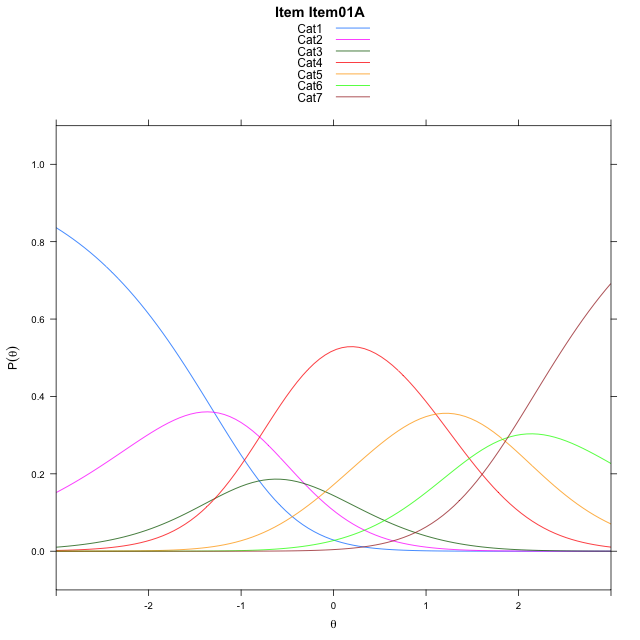 Item Item01A
Cat1
Cat2
Cat3
Cat4
Cat5
Cat6
Cat7
1.0
0.8
0.6
0.4
0.2
0.0
P(θ)
-2 -1 0 1 2
θ